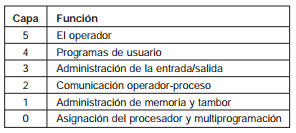 Capa Función
5 El operador
4 Programas de usuario
3 Administración de la entrada/salida
2 Comunicación operador-proceso
1 Administración de memoria y tambor
0 Asignación del procesador y multiprogramación